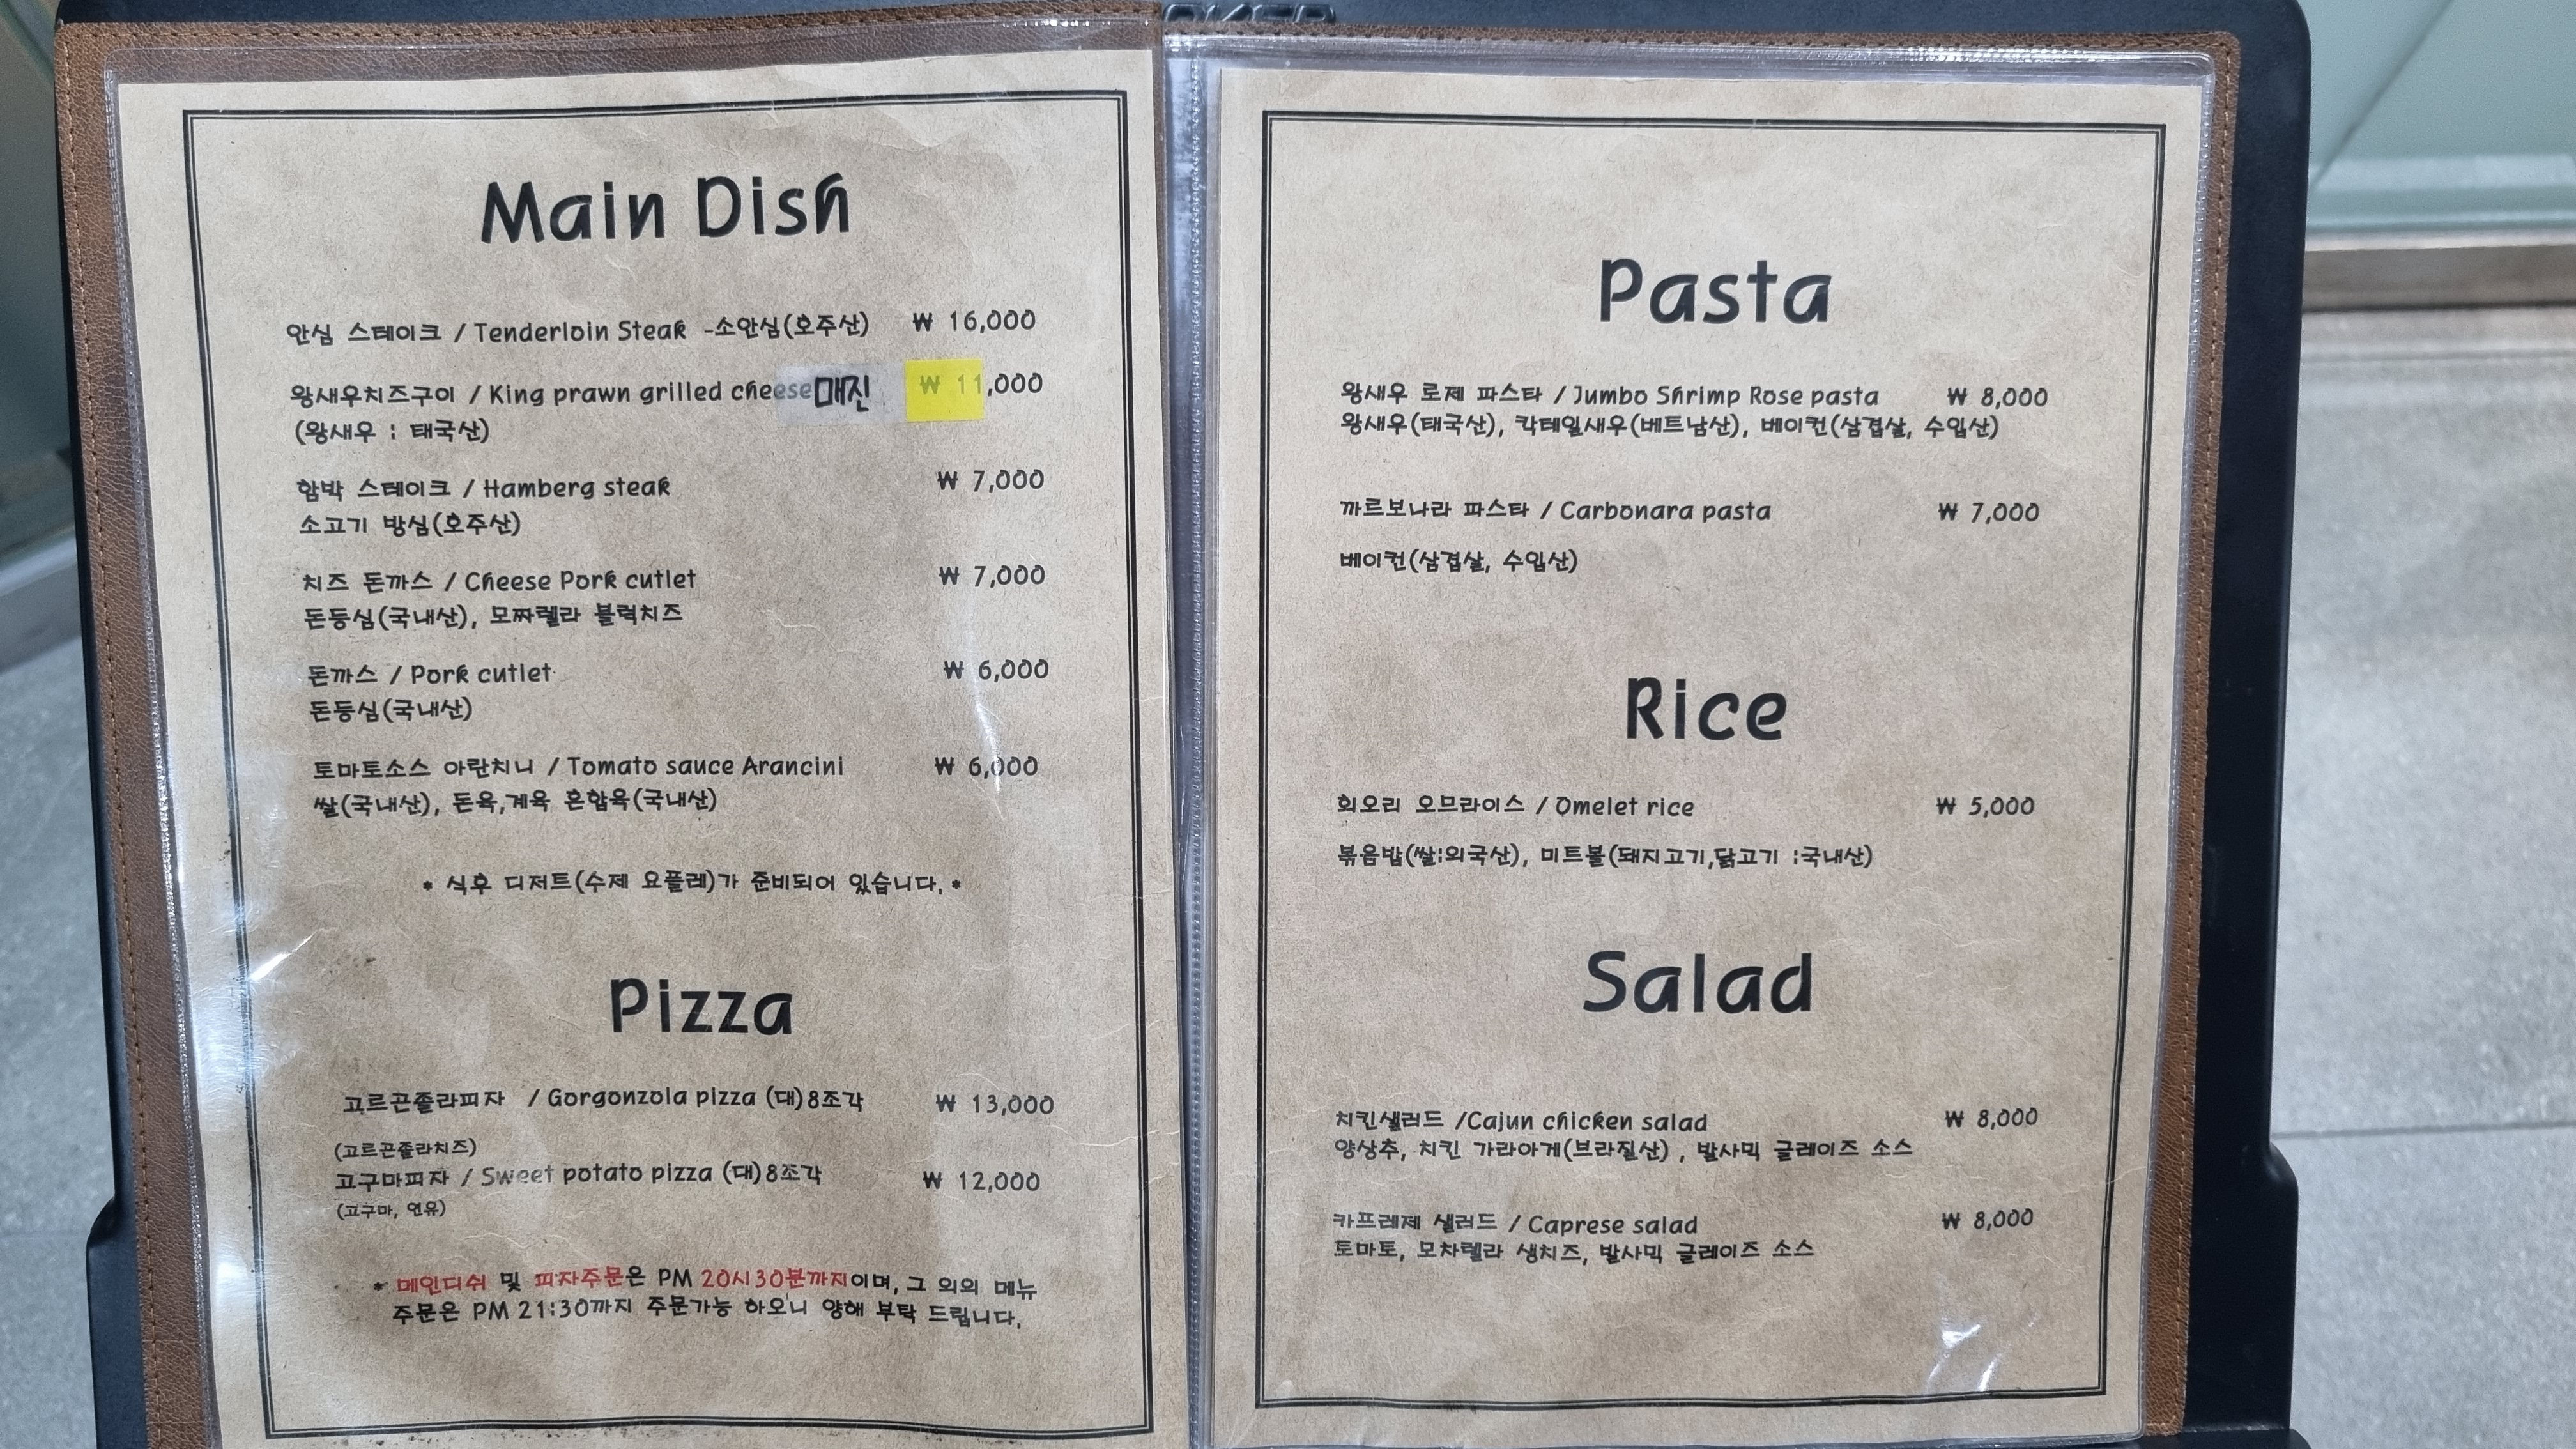 Main Dish
안심 스테이크 / Tenderloin Steak -소안심(호주산) ₩ 16,000
왕새우치즈구이 / King prawn grilled cheese 매진 ₩ 11,000
(왕새우 : 태국산)
함박 스테이크 / Hamberg steak ₩ 7,000
소고기 방심(호주산)
치즈 돈까스 / Cheese Pork cutlet ₩ 7,000
돈등심(국내산), 모짜렐라 블럭치즈
돈까스 / Pork cutlet ₩ 6,000
돈등심(국내산)
토마토소스 아란치니 / Tomato sauce Arancini ₩ 6,000
쌀(국내산), 돈육,계육 혼합육(국내산)
* 식후 디저트(수제 요플레)가 준비되어 있습니다. *
Pizza
고르곤졸라피자 / Gorgonzola pizza (대)8조각 ₩ 13,000
(고르곤졸라치즈)
고구마피자 / Sweet potato pizza (대)8조각 ₩ 12,000
(고구마, 연유)
* 메인디쉬 및 피자주문은 PM 20시30분까지이며, 그 외의 메뉴
주문은 PM 21:30까지 주문가능 하오니 양해 부탁 드립니다.
Pasta
왕새우 로제 파스타 / Jumbo Shrimp Rose pasta ₩ 8,000
왕새우(태국산), 칵테일새우(베트남산), 베이컨(삼겹살, 수입산)
까르보나라 파스타 / Carbonara pasta ₩ 7,000
베이컨(삼겹살, 수입산)
Rice
회오리 오므라이스 / Omelet rice ₩ 5,000
볶음밥(쌀:외국산), 미트볼(돼지고기,닭고기 :국내산)
Salad
치킨샐러드 /Cajun chicken salad ₩ 8,000
양상추, 치킨 가라아게(브라질산) , 발사믹 글레이즈 소스
카프레제 샐러드 / Caprese salad ₩ 8,000
토마토, 모차렐라 생치즈, 발사믹 글레이즈 소스